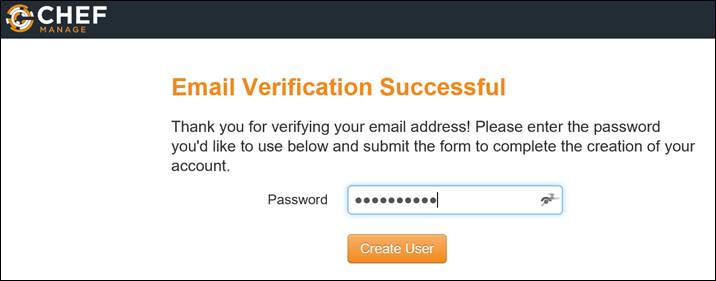 CHEF
MANAGE
Email Verification Successful
Thank you for verifying your email address! Please enter the password
you'd like to use below and submit the form to complete the creation of your
account.
Password ●●●●●●●●●●
Create User